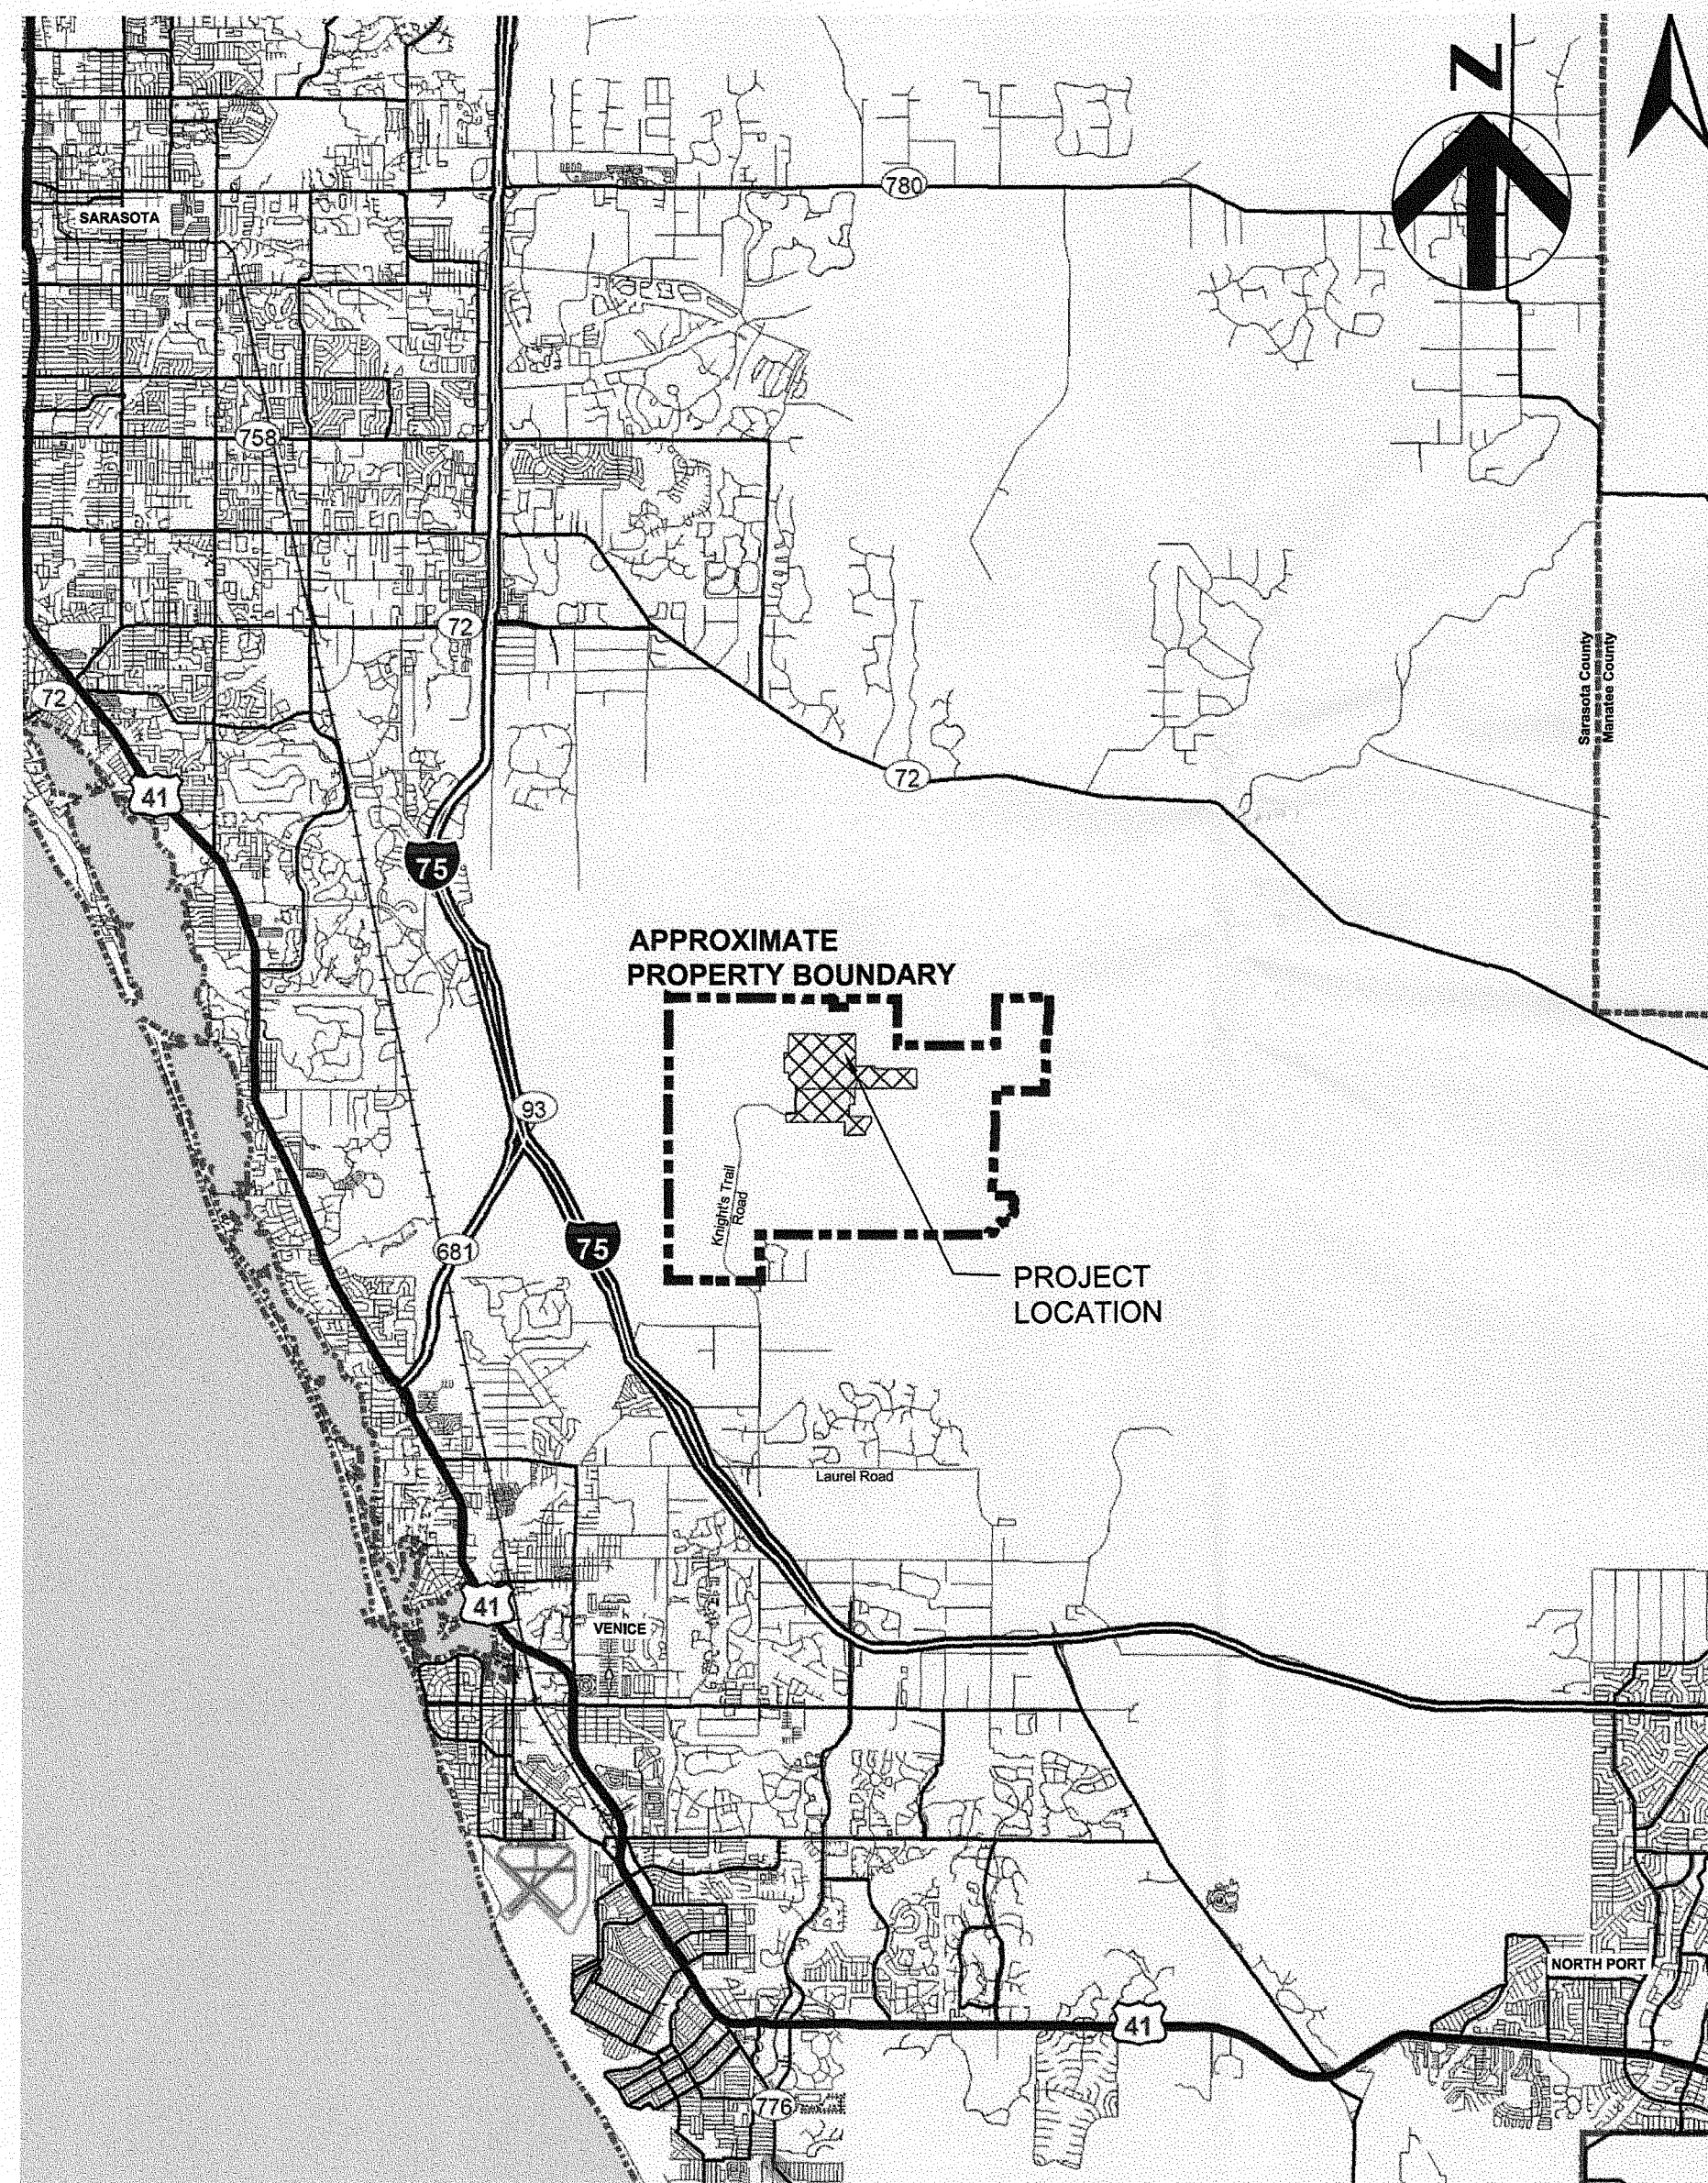 N
780
SARASOTA
758
72
72
Sarasota County
Manatee County
41
72
75
APPROXIMATE
PROPERTY BOUNDARY
93
Knight's Trail
Road
681
75
PROJECT
LOCATION
Laurel Road
41
VENICE
NORTH PORT
41
776